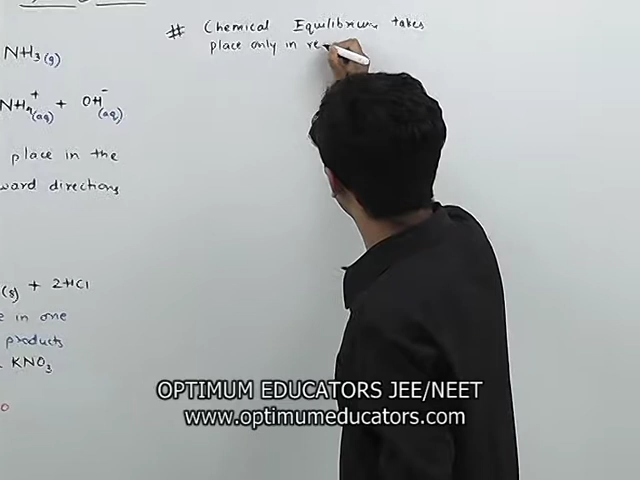 # Chemical Equilibrium takes
place only in re
NH3(g)
NH4+(aq) + OH-(aq)
place in the
ward directions
(g) + 2HCl
in one
products
KNO3
OPTIMUM EDUCATORS JEE/NEET
www.optimumeducators.com